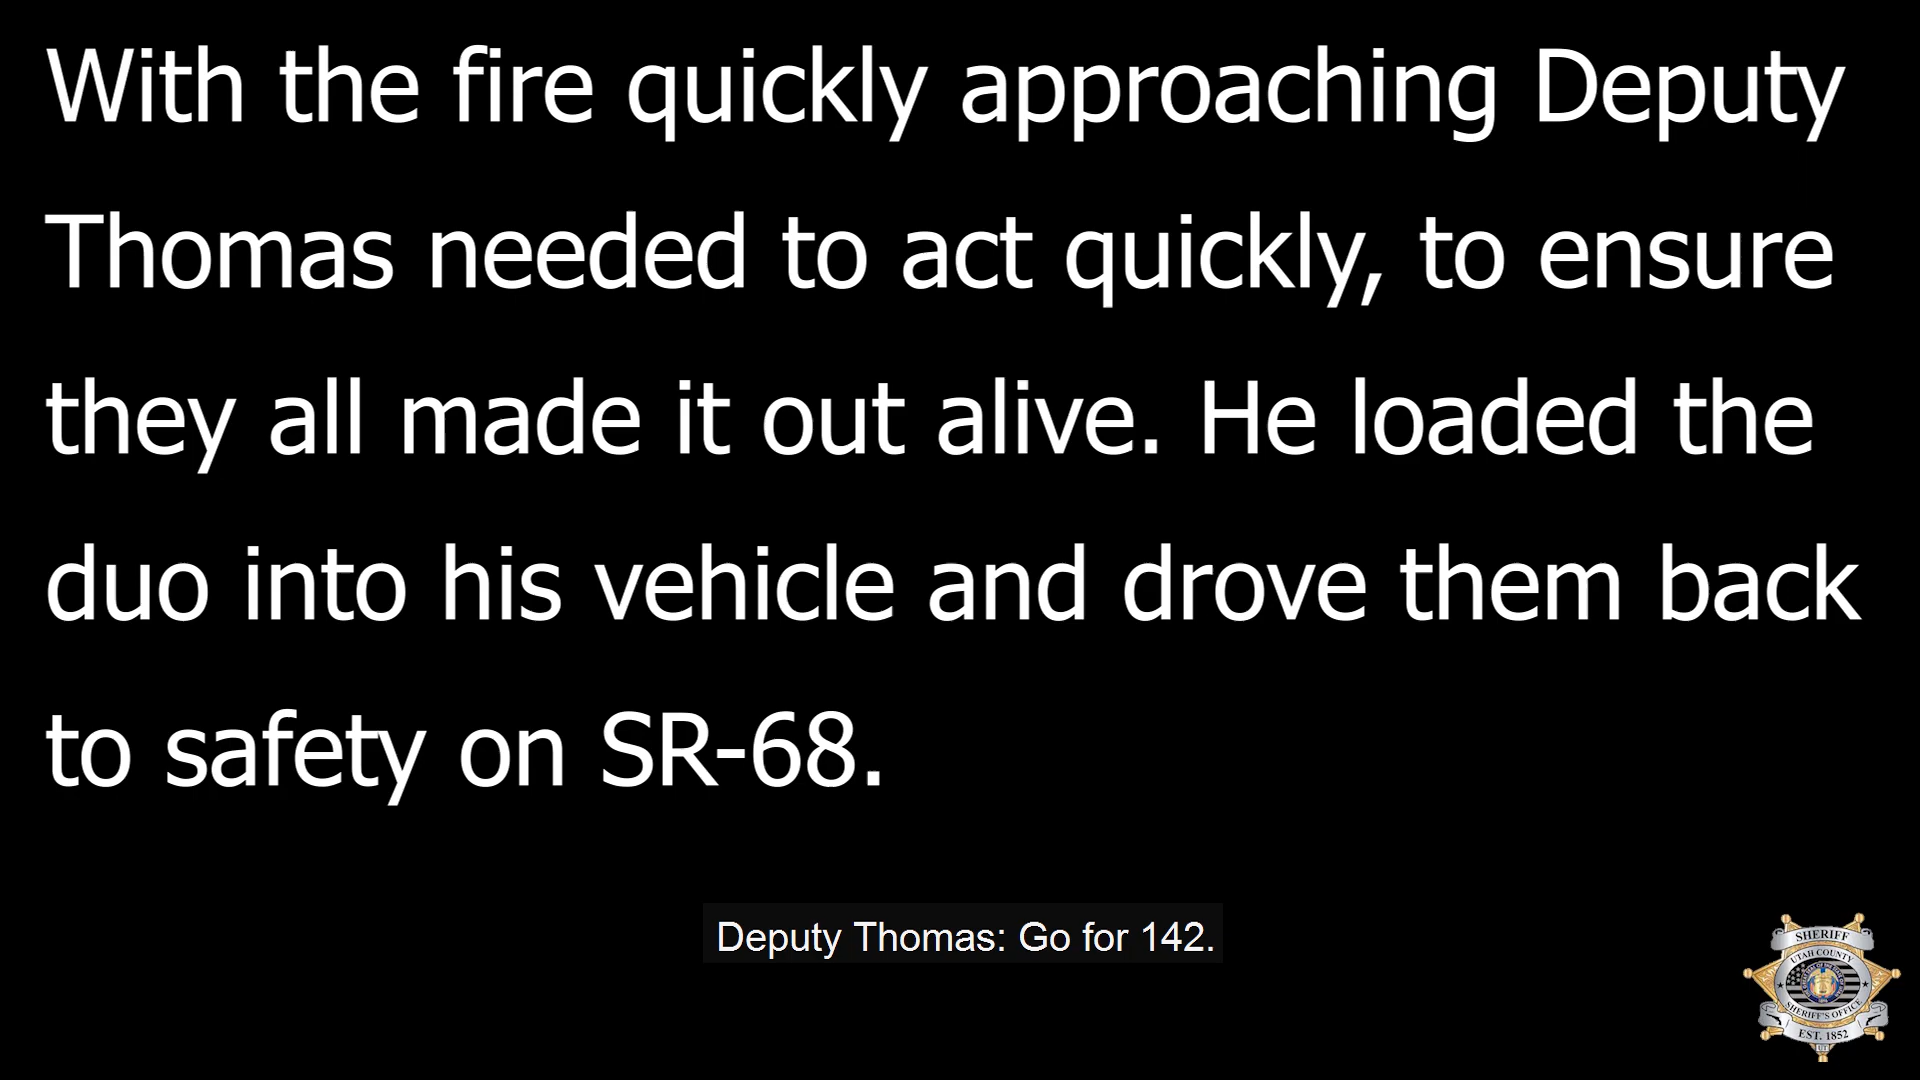 With the fire quickly approaching Deputy
Thomas needed to act quickly, to ensure
they all made it out alive. He loaded the
duo into his vehicle and drove them back
to safety on SR-68.
Deputy Thomas: Go for 142.
SHERIFF
UTAH COUNTY
SHERIFF'S OFFICE
EST. 1852
UT